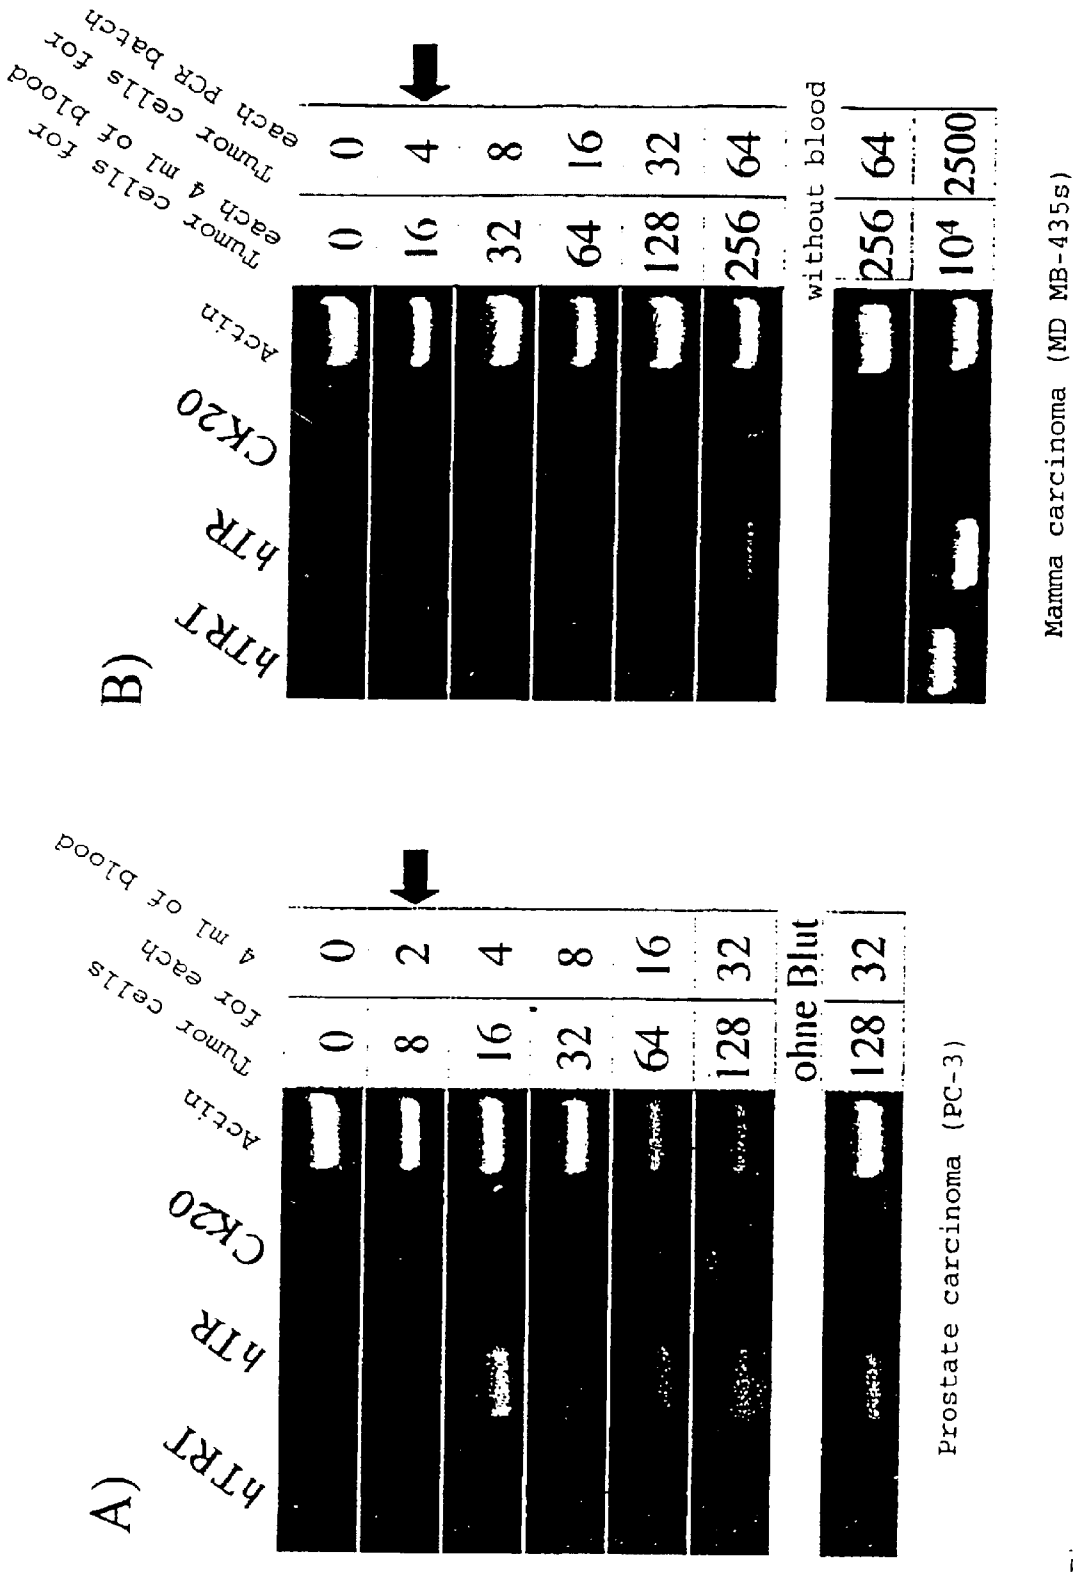 A)
hTRT
hTR
CK20
Actin
Tumor cells
for each
4 ml of blood
0 0
8 2
16 4
32 8
64 16
128 32
ohne Blut
128 32
Prostate carcinoma (PC-3)
B)
hTRT
hTR
CK20
Actin
Tumor cells for
each 4 ml of blood
Tumor cells for
each PCR batch
0 0
16 4
32 8
64 16
128 32
256 64
without blood
256 64
10⁴ 2500
Mamma carcinoma (MD MB-435s)